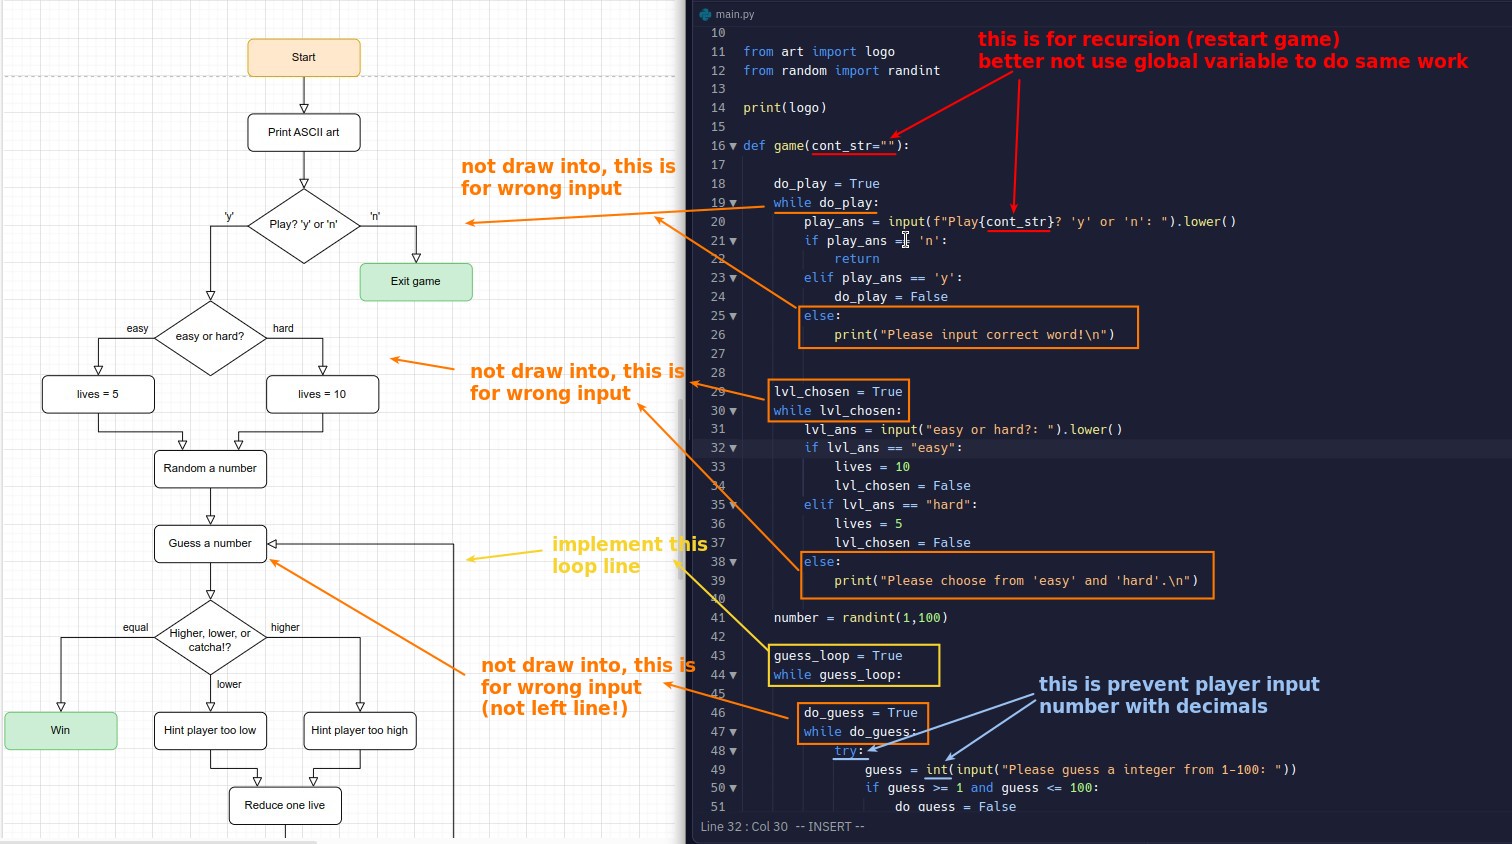 Start
Print ASCII art
Play? 'y' or 'n'
'y'
'n'
Exit game
easy or hard?
easy
hard
lives = 5
lives = 10
Random a number
Guess a number
Higher, lower, or
catcha!?
equal
higher
lower
Win
Hint player too low
Hint player too high
Reduce one live
not draw into, this is
for wrong input
not draw into, this is
for wrong input
implement this
loop line
not draw into, this is
for wrong input
(not left line!)
main.py
this is for recursion (restart game)
better not use global variable to do same work
10
11 from art import logo
12 from random import randint
13
14 print(logo)
15
16 def game(cont_str=""):
17
18 do_play = True
19 while do_play:
20 play_ans = input(f"Play{cont_str}? 'y' or 'n': ").lower()
21 if play_ans == 'n':
22 return
23 elif play_ans == 'y':
24 do_play = False
25 else:
26 print("Please input correct word!\n")
27
28
29 lvl_chosen = True
30 while lvl_chosen:
31 lvl_ans = input("easy or hard?: ").lower()
32 if lvl_ans == "easy":
33 lives = 10
34 lvl_chosen = False
35 elif lvl_ans == "hard":
36 lives = 5
37 lvl_chosen = False
38 else:
39 print("Please choose from 'easy' and 'hard'.\n")
40
41 number = randint(1,100)
42
43 guess_loop = True
44 while guess_loop:
45
46 do_guess = True
47 while do_guess:
48 try:
49 guess = int(input("Please guess a integer from 1-100: "))
50 if guess >= 1 and guess <= 100:
51 do_guess = False
this is prevent player input
number with decimals
Line 32 : Col 30 -- INSERT --